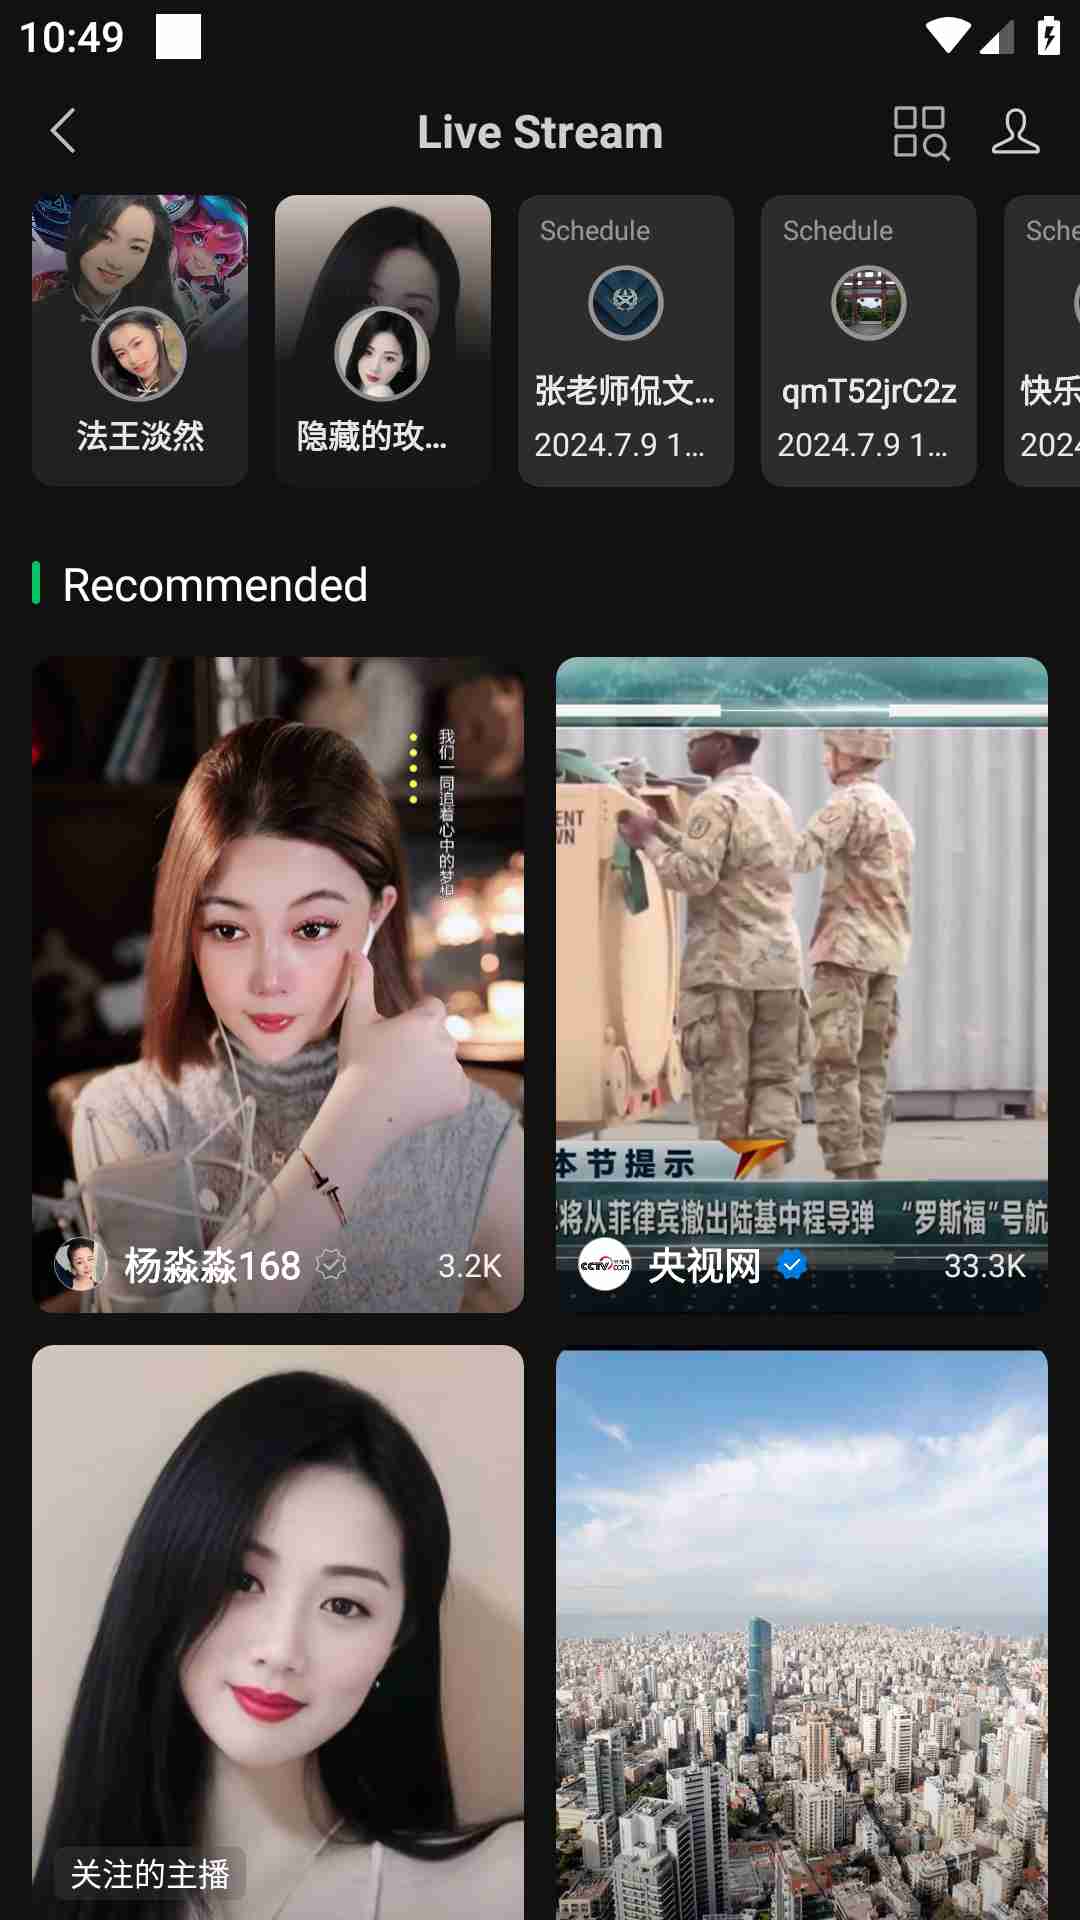 10:49
Live Stream
法王淡然
隐藏的玫...
Schedule
张老师侃文...
2024.7.9 1...
Schedule
qmT52jrC2z
2024.7.9 1...
Sche
快乐
2024
Recommended
我们一同追着心中的梦想
杨淼淼168
3.2K
ENT
WN
本节提示
将从菲律宾撤出陆基中程导弹 “罗斯福”号航
CCTV.com
央视网
33.3K
关注的主播